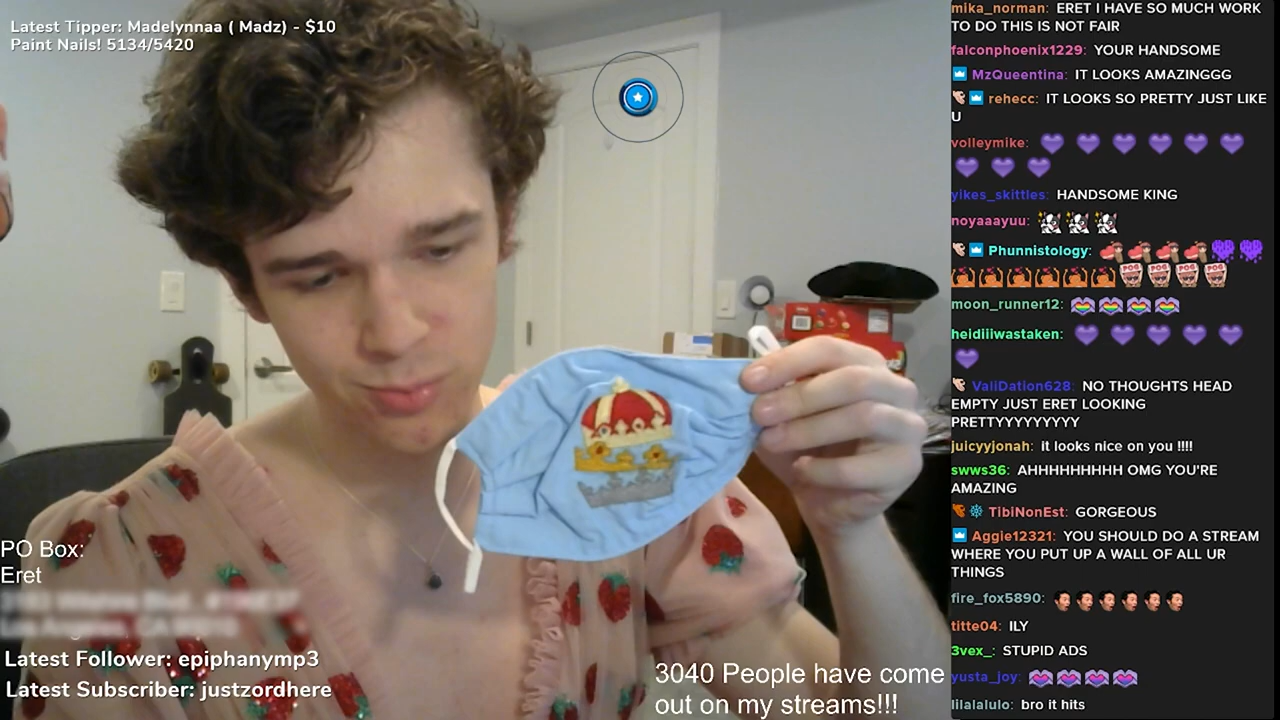 Latest Tipper: Madelynnaa ( Madz) - $10
Paint Nails! 5134/5420
PO Box:
Eret
Latest Follower: epiphanymp3
Latest Subscriber: justzordhere
3040 People have come
out on my streams!!!
mika_norman: ERET I HAVE SO MUCH WORK
TO DO THIS IS NOT FAIR
falconphoenix1229: YOUR HANDSOME
MzQueentina: IT LOOKS AMAZINGGG
rehecc: IT LOOKS SO PRETTY JUST LIKE
U
volleymike:
yikes_skittles: HANDSOME KING
noyaaayuu:
Phunnistology:
POG POG POG POG
moon_runner12:
heidiiiwastaken:
ValiDation628: NO THOUGHTS HEAD
EMPTY JUST ERET LOOKING
PRETTYYYYYYYYY
juicyyjonah: it looks nice on you !!!!
swws36: AHHHHHHHHH OMG YOU'RE
AMAZING
TibiNonEst: GORGEOUS
Aggie12321: YOU SHOULD DO A STREAM
WHERE YOU PUT UP A WALL OF ALL UR
THINGS
fire_fox5890:
titte04: ILY
3vex_: STUPID ADS
yusta_joy:
lilalalulo: bro it hits